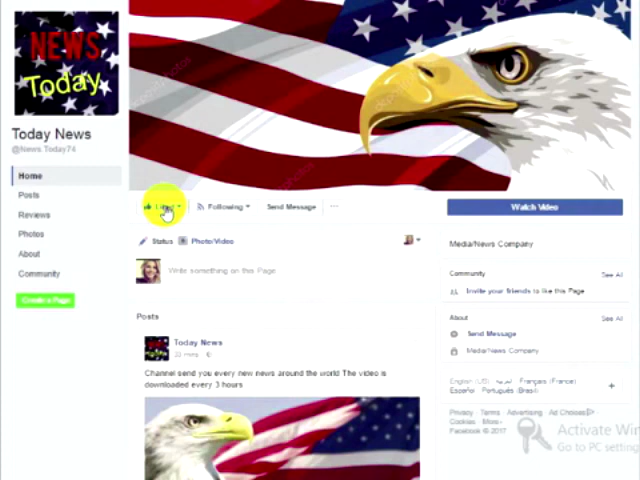 NEWS
Today
Today News
@News.Today74
Home
Posts
Reviews
Photos
About
Community
Create a Page
depositphotos
Liked
Following
Send Message
Watch Video
Status
Photo/Video
Write something on this Page
Posts
Today News
Channel send you every new news around the world The video is
downloaded every 3 hours
Media/News Company
Community
See All
Invite your friends to like this Page
About
See All
Send Message
Media/News Company
English (US) · العربية · Français (France)
Español · Português (Brasil)
Privacy · Terms · Advertising · Ad Choices
Cookies · More
Facebook © 2017
Activate Win
Go to PC setting